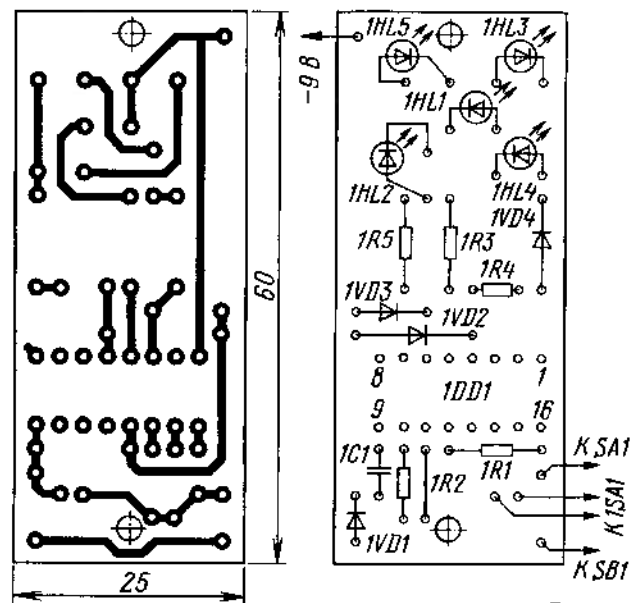 1HL5
1HL3
-9 В
1HL1
1HL2
1HL4
1VD4
1R5
1R3
1R4
60
1VD3
1VD2
8
1DD1
1
9
16
1C1
1R2
1R1
К SA1
К 1SA1
1VD1
К SB1
25